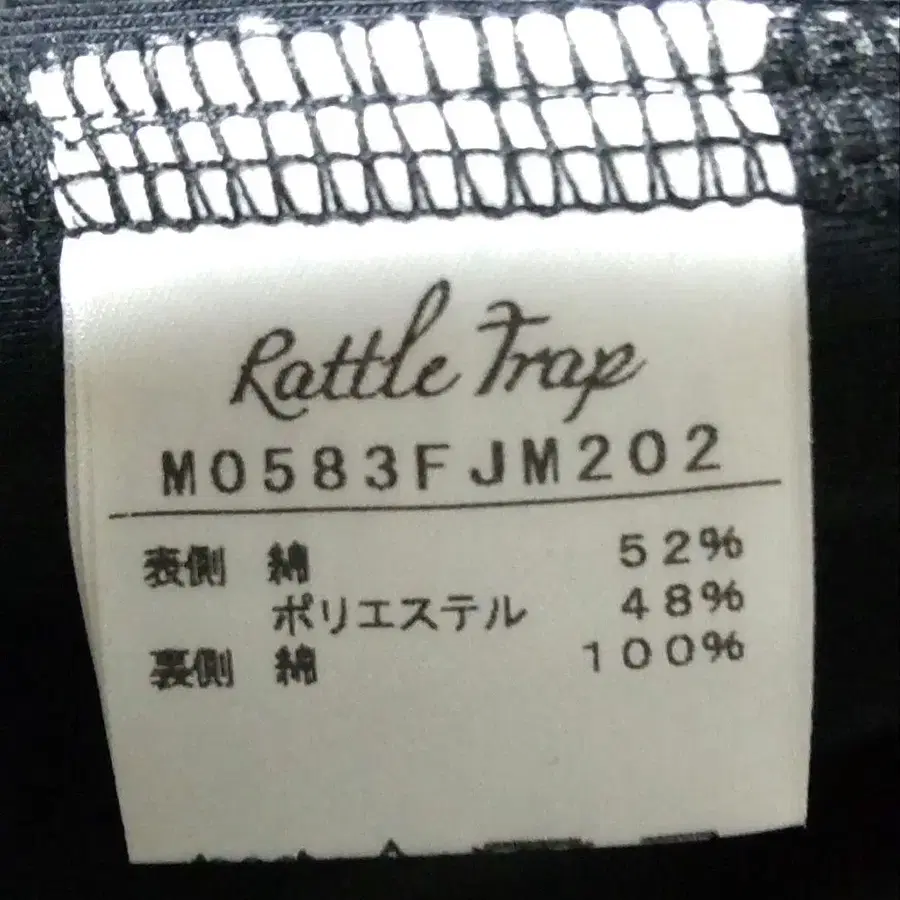 Rattle Trap
M0583FJM202
表側 綿 52%
ポリエステル 48%
裏側 綿 100%